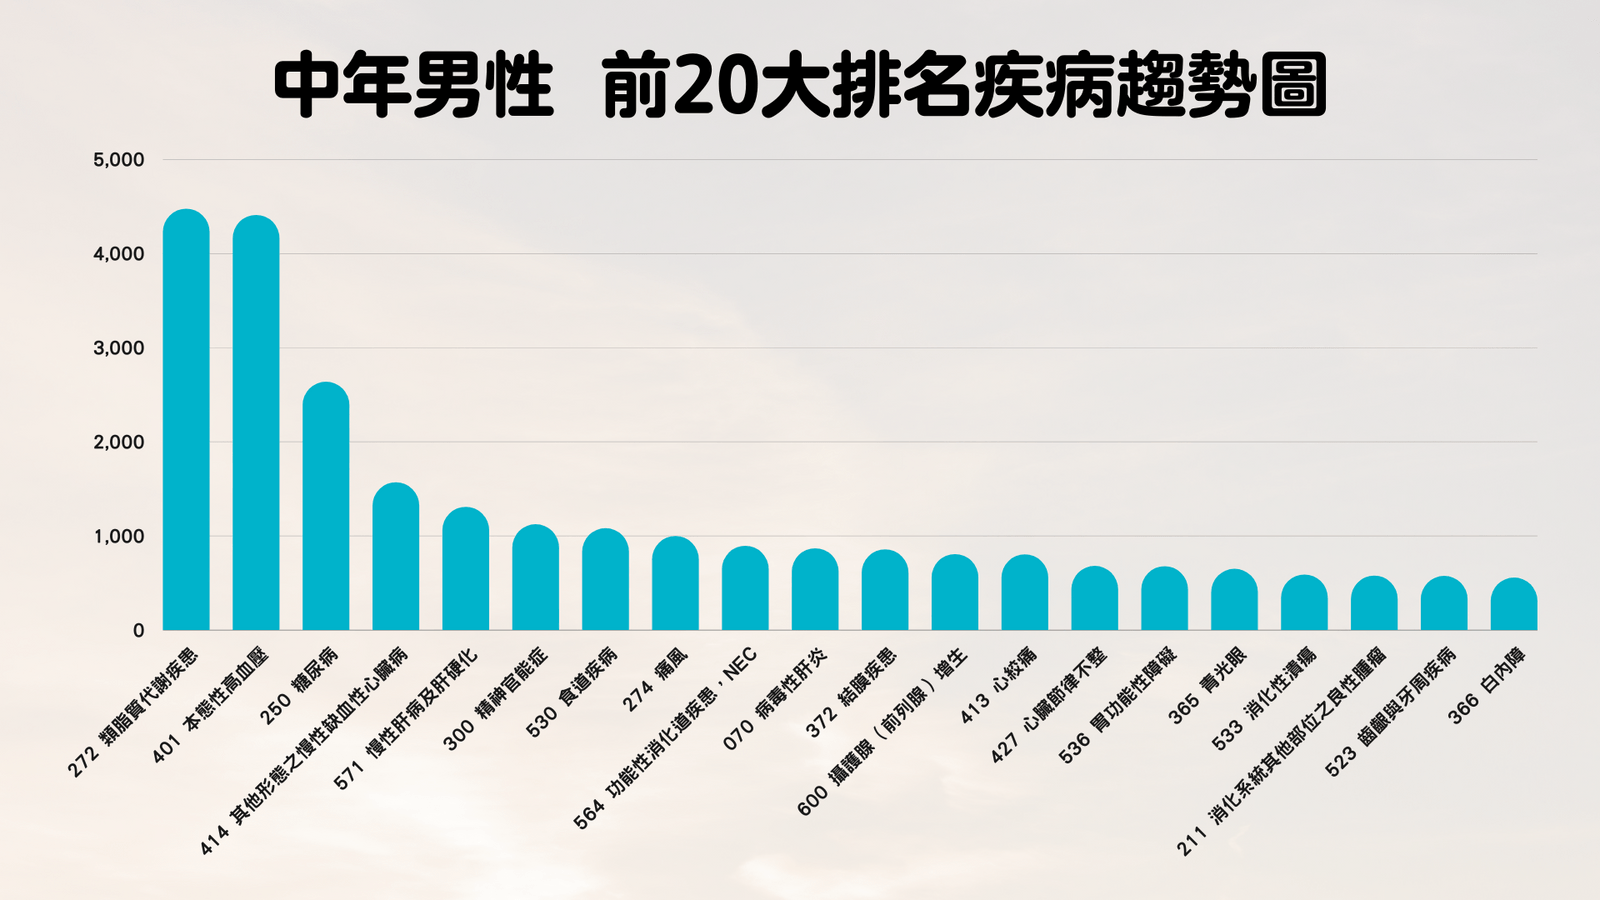 中年男性 前20大排名疾病趨勢圖
5,000
4,000
3,000
2,000
1,000
0
272 類脂質代謝疾患
401 本態性高血壓
250 糖尿病
414 其他形態之慢性缺血性心臟病
571 慢性肝病及肝硬化
300 精神官能症
530 食道疾病
274 痛風
564 功能性消化道疾患，NEC
070 病毒性肝炎
372 結膜疾患
600 攝護腺（前列腺）增生
413 心絞痛
427 心臟節律不整
536 胃功能性障礙
365 青光眼
533 消化性潰瘍
211 消化系統其他部位之良性腫瘤
523 齒齦與牙周疾病
366 白內障